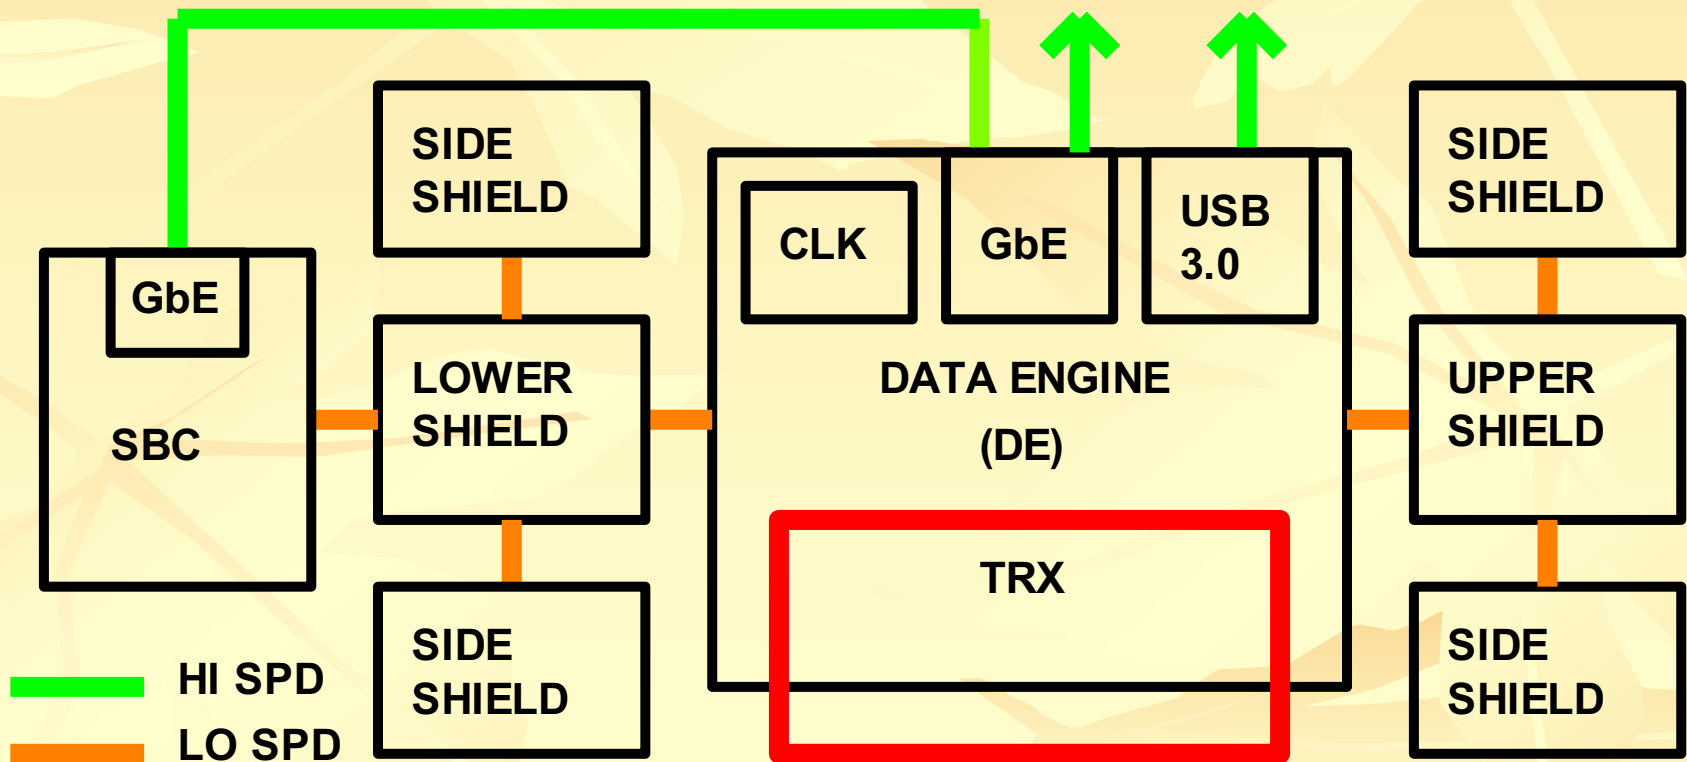 SIDE
SHIELD
SIDE
SHIELD
CLK
GbE
USB
3.0
GbE
SBC
LOWER
SHIELD
DATA ENGINE
(DE)
UPPER
SHIELD
TRX
SIDE
SHIELD
SIDE
SHIELD
HI SPD
LO SPD